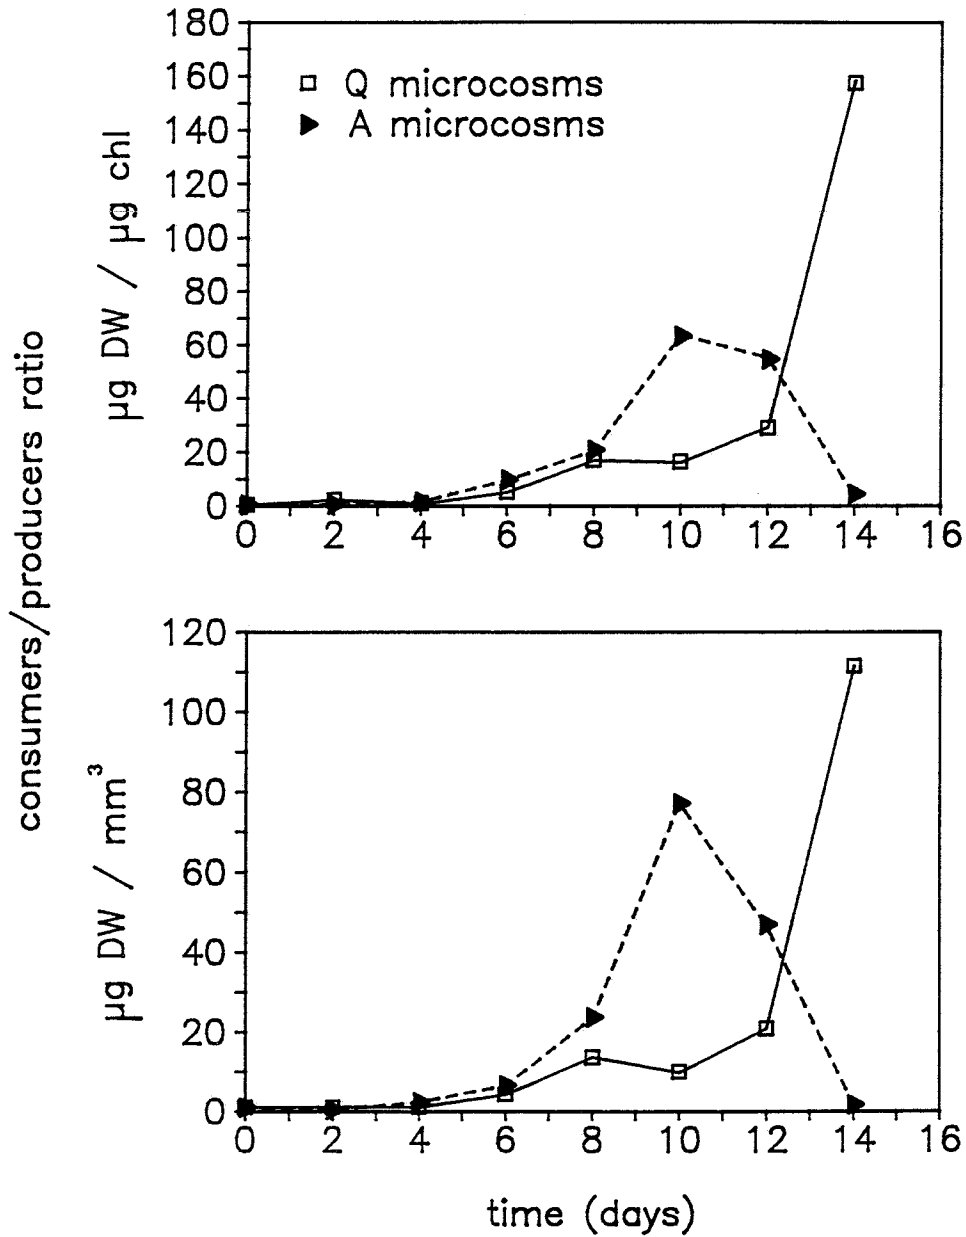 consumers/producers ratio
µg DW / µg chl
180
160
140
120
100
80
60
40
20
0
Q microcosms
A microcosms
0 2 4 6 8 10 12 14 16
µg DW / mm³
120
100
80
60
40
20
0
0 2 4 6 8 10 12 14 16
time (days)